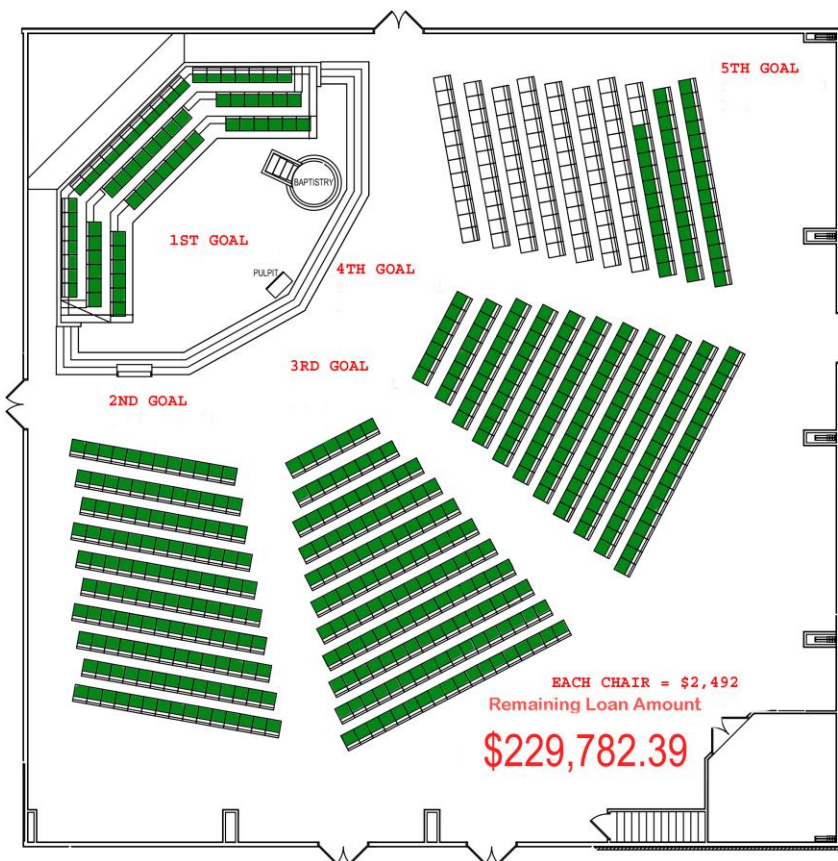 5TH GOAL
BAPTISTRY
1ST GOAL
PULPIT
4TH GOAL
3RD GOAL
2ND GOAL
EACH CHAIR = $2,492
Remaining Loan Amount
$229,782.39